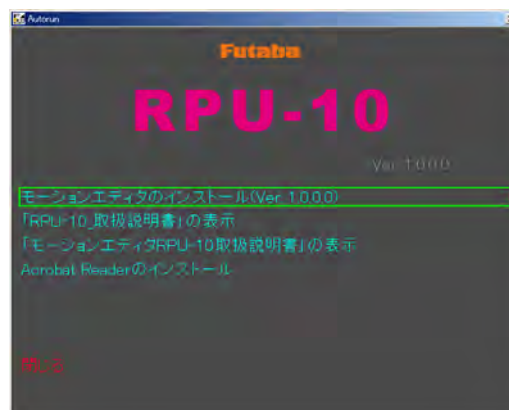 Autorun
Futaba
RPU-10
Ver. 1.0.0.0
モーションエディタのインストール(Ver. 1.0.0.0)
「RPU-10_取扱説明書」の表示
「モーションエディタRPU-10取扱説明書」の表示
Acrobat Readerのインストール
閉じる